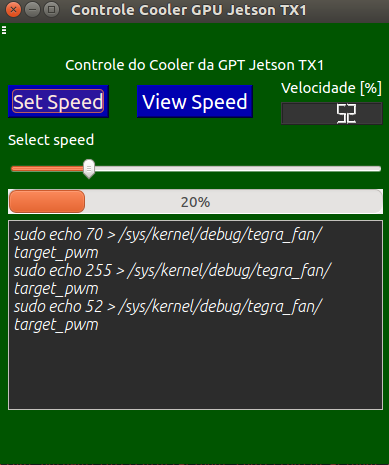 Controle Cooler GPU Jetson TX1
Controle do Cooler da GPT Jetson TX1
Velocidade [%]
Set Speed
View Speed
52
Select speed
20%
sudo echo 70 > /sys/kernel/debug/tegra_fan/
target_pwm
sudo echo 255 > /sys/kernel/debug/tegra_fan/
target_pwm
sudo echo 52 > /sys/kernel/debug/tegra_fan/
target_pwm